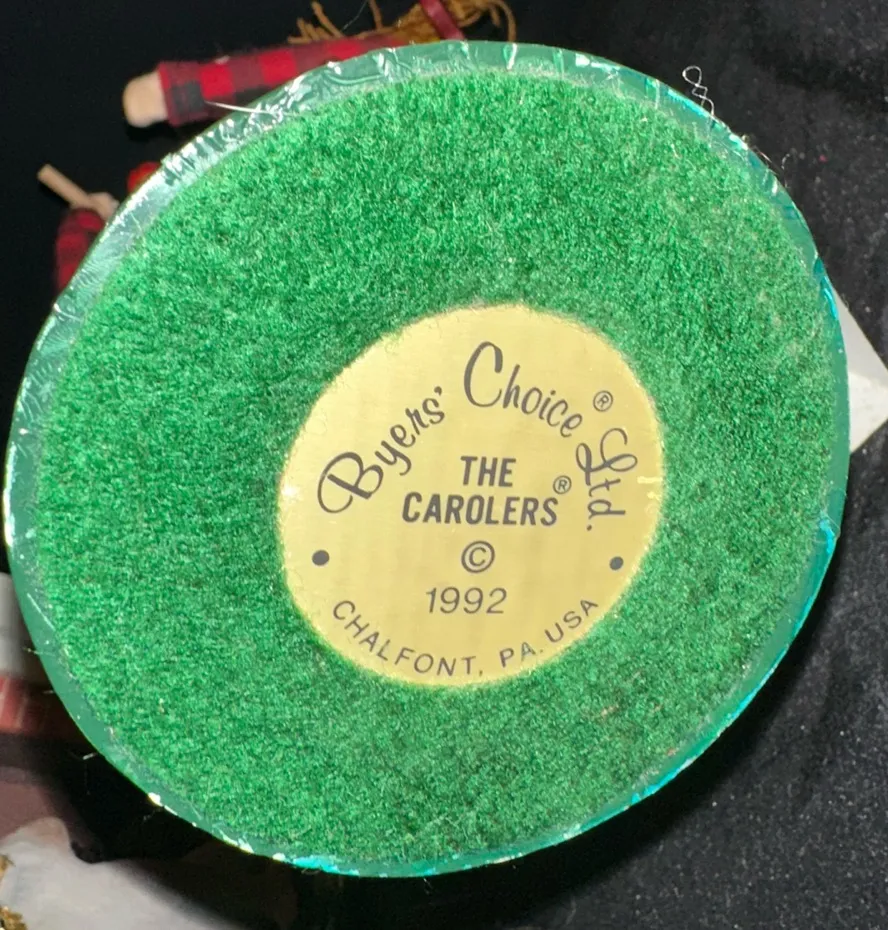 Byers' Choice® Ltd.
THE
CAROLERS®
©
1992
CHALFONT, PA. USA